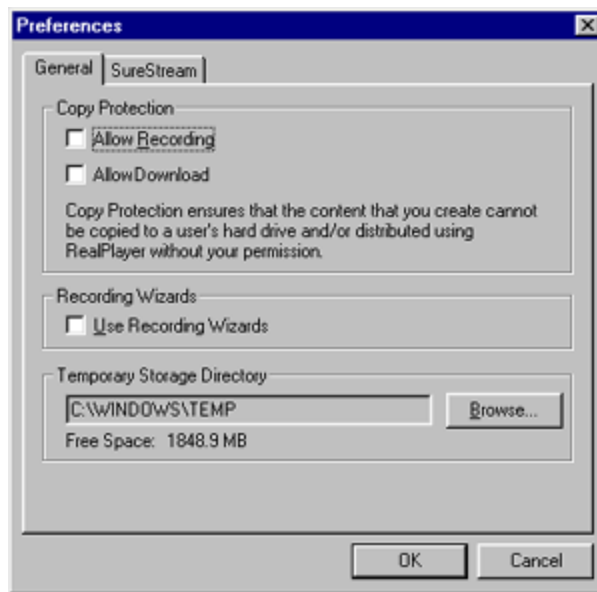 Preferences
General SureStream
Copy Protection
Allow Recording
Allow Download
Copy Protection ensures that the content that you create cannot
be copied to a user's hard drive and/or distributed using
RealPlayer without your permission.
Recording Wizards
Use Recording Wizards
Temporary Storage Directory
C:\WINDOWS\TEMP Browse...
Free Space: 1848.9 MB
OK Cancel